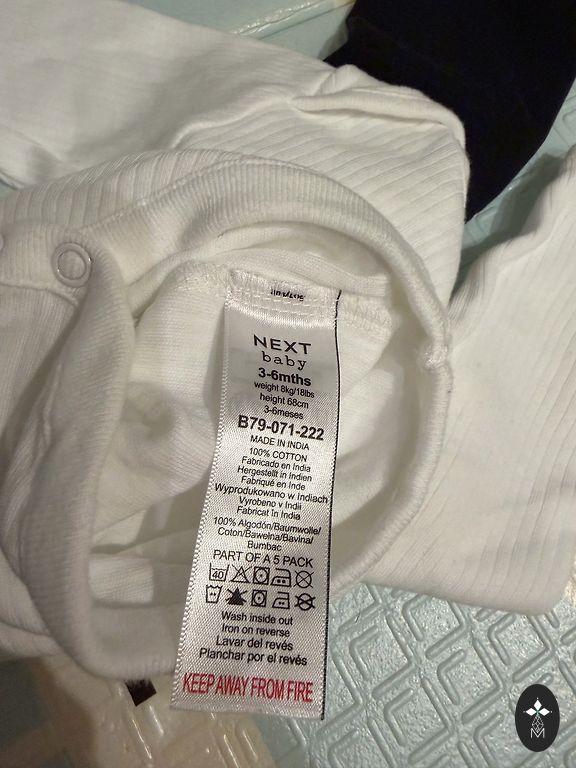 NEXT
baby
3-6mths
weight 8kg/18lbs
height 68cm
3-6meses
B79-071-222
MADE IN INDIA
100% COTTON
Fabricado en India
Hergestellt in Indien
Fabriqué en Inde
Wyprodukowano w Indiach
Vyrobeno v Indii
Fabricat în India
100% Algodón/Baumwolle/
Coton/Bawełna/Bavlna/
Bumbac
PART OF A 5 PACK
40
Wash inside out
Iron on reverse
Lavar del revés
Planchar por el revés
KEEP AWAY FROM FIRE
M